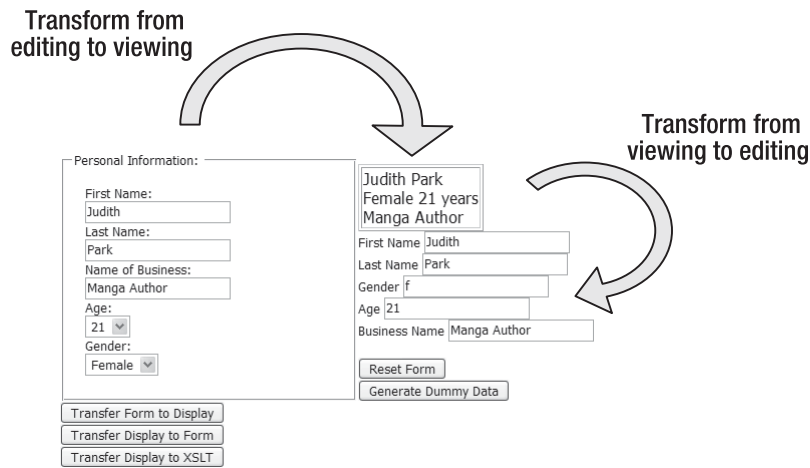 Transform from
editing to viewing
Transform from
viewing to editing
Personal Information:
First Name:
Judith
Last Name:
Park
Name of Business:
Manga Author
Age:
21
Gender:
Female
Transfer Form to Display
Transfer Display to Form
Transfer Display to XSLT
Judith Park
Female 21 years
Manga Author
First Name Judith
Last Name Park
Gender f
Age 21
Business Name Manga Author
Reset Form
Generate Dummy Data